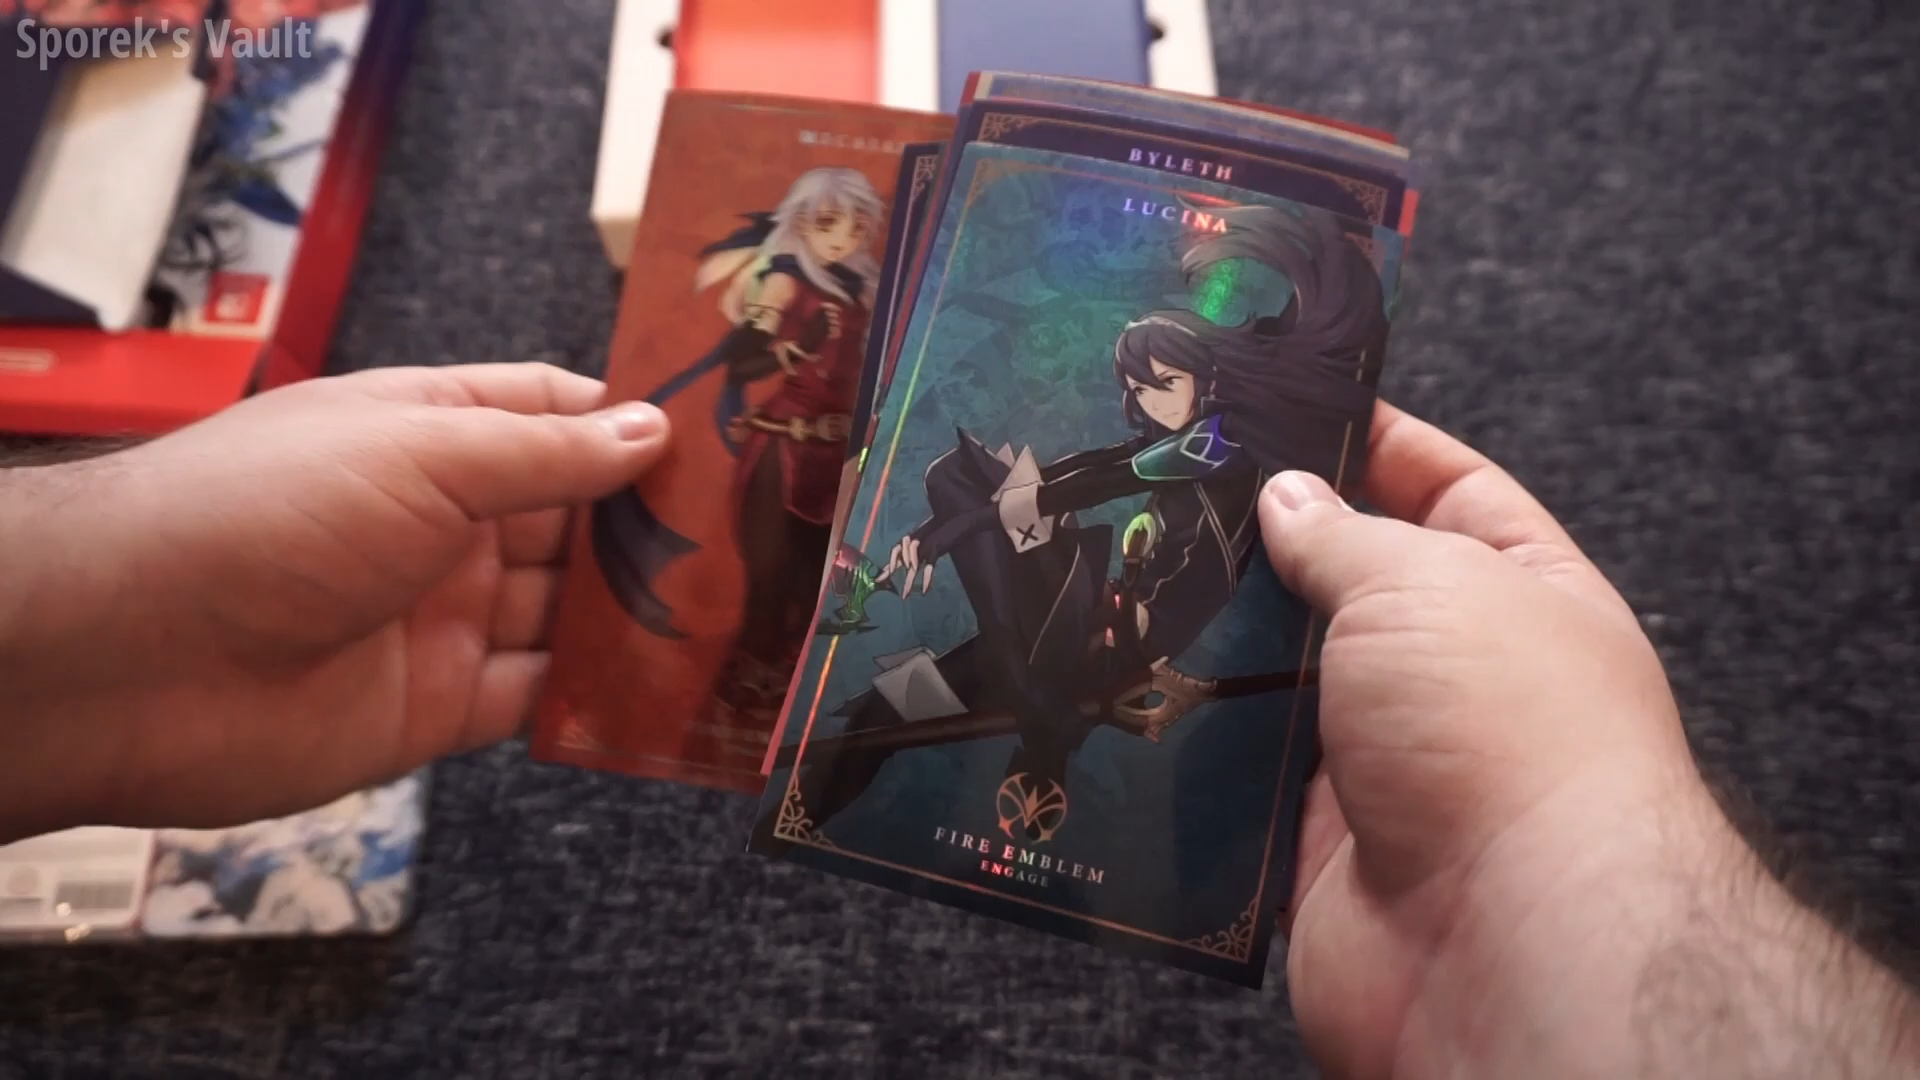 Sporek's Vault
BYLETH
LUCINA
FIRE EMBLEM
ENGAGE